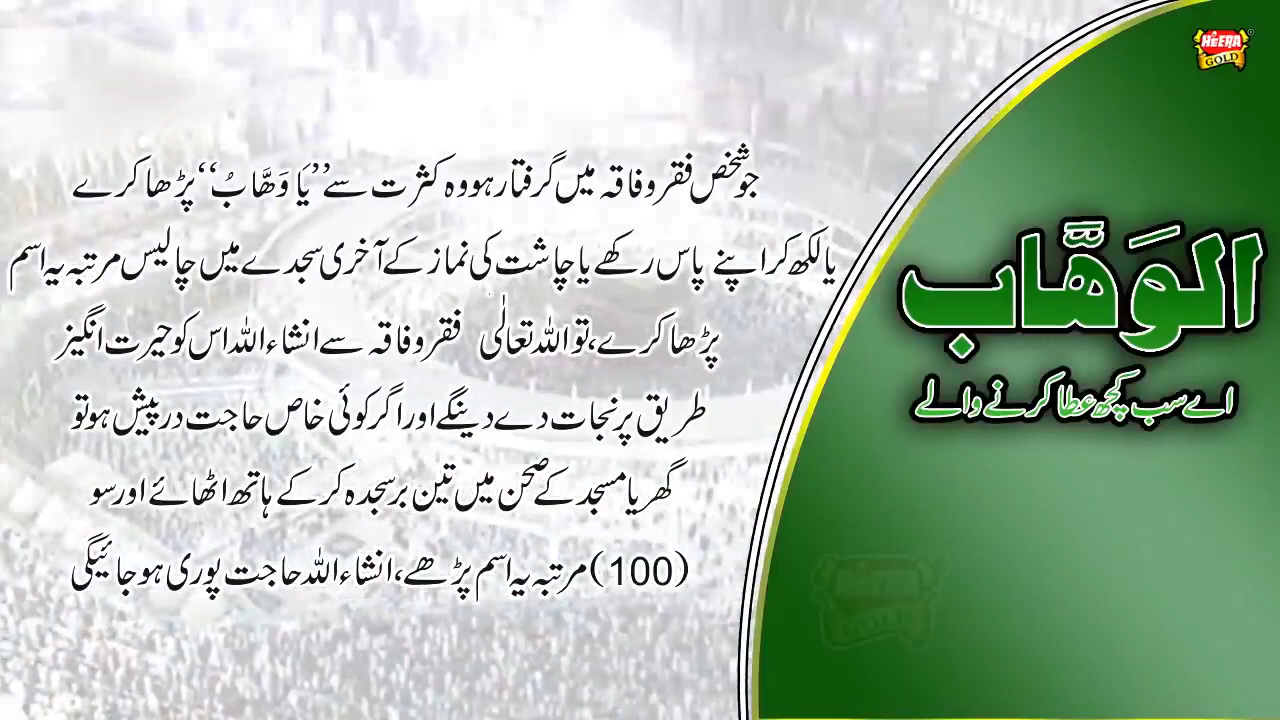 HEERA
GOLD
الوَهَّاب
اے سب کچھ عطا کرنے والے
جو شخص فقر و فاقہ میں گرفتار ہو وہ کثرت سے ’’یَا وَھَّابُ‘‘ پڑھا کرے
یا لکھ کر اپنے پاس رکھے یا چاشت کی نماز کے آخری سجدے میں چالیس مرتبہ یہ اسم
پڑھا کرے، تو اللہ تعالٰی فقر و فاقہ سے انشاء اللہ اس کو حیرت انگیز
طریق پر نجات دے دینگے اور اگر کوئی خاص حاجت درپیش ہو تو
گھر یا مسجد کے صحن میں تین بر سجدہ کر کے ہاتھ اٹھائے اور سو
(100) مرتبہ یہ اسم پڑھے، انشاء اللہ حاجت پوری ہو جائیگی
HEERA
GOLD